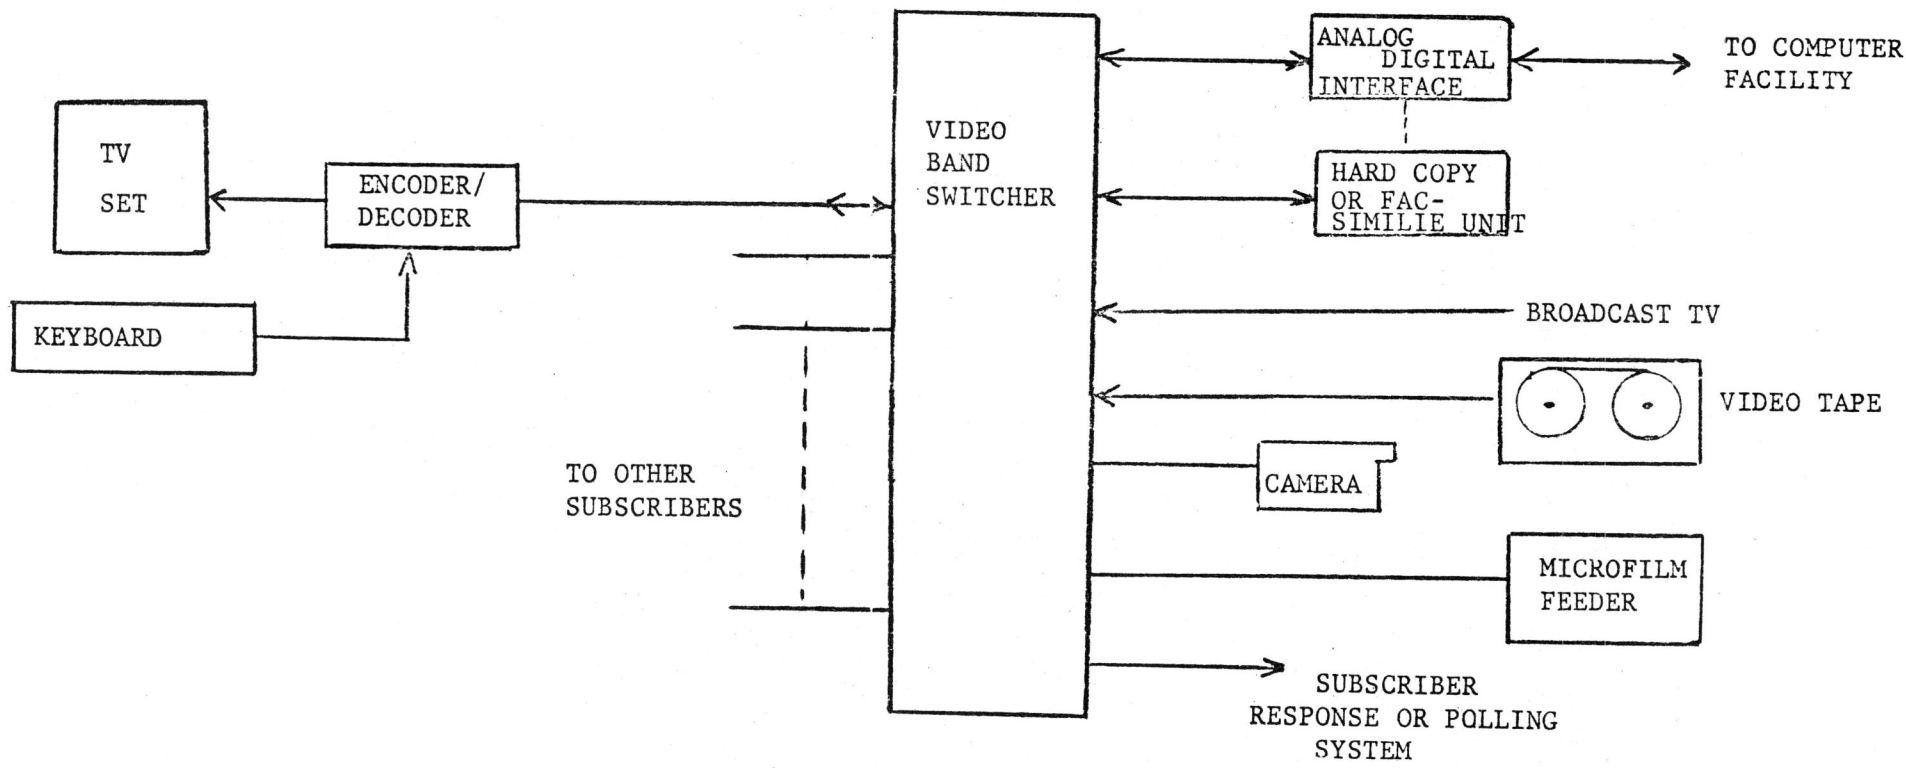 TV
SET
ENCODER/
DECODER
KEYBOARD
TO OTHER
SUBSCRIBERS
VIDEO
BAND
SWITCHER
ANALOG
DIGITAL
INTERFACE
TO COMPUTER
FACILITY
HARD COPY
OR FAC-
SIMILIE UNIT
BROADCAST TV
VIDEO TAPE
CAMERA
MICROFILM
FEEDER
SUBSCRIBER
RESPONSE OR POLLING
SYSTEM